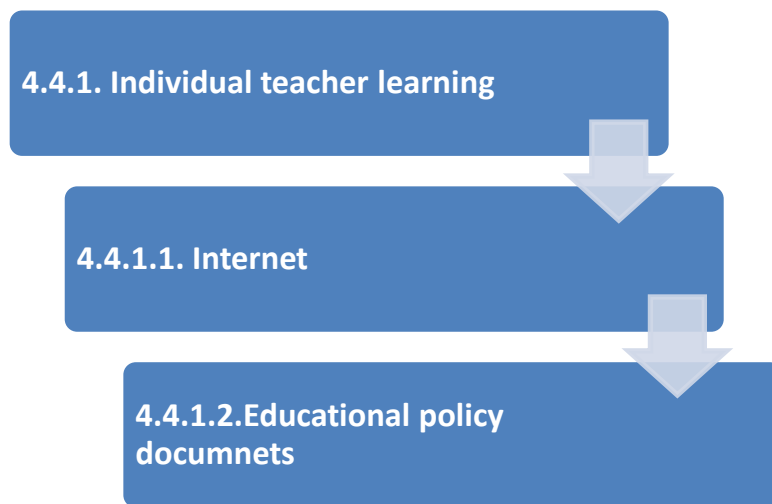 4.4.1. Individual teacher learning
4.4.1.1. Internet
4.4.1.2.Educational policy
documnets